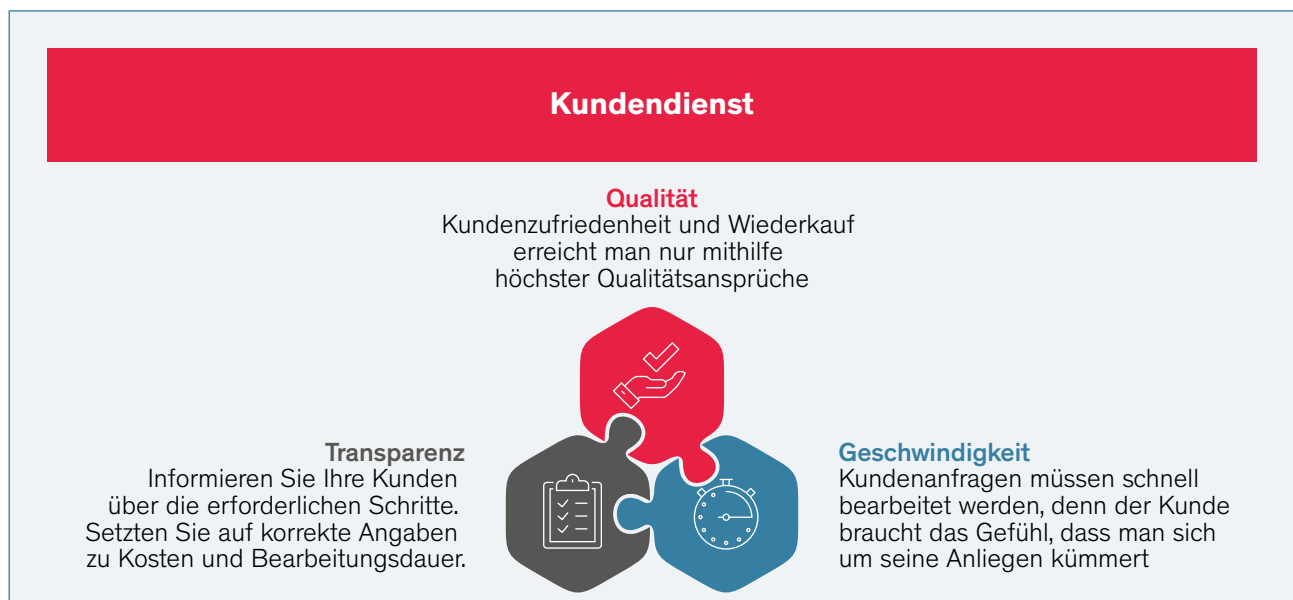 Kundendienst
Qualität
Kundenzufriedenheit und Wiederkauf
erreicht man nur mithilfe
höchster Qualitätsansprüche
Transparenz
Informieren Sie Ihre Kunden
über die erforderlichen Schritte.
Setzten Sie auf korrekte Angaben
zu Kosten und Bearbeitungsdauer.
Geschwindigkeit
Kundenanfragen müssen schnell
bearbeitet werden, denn der Kunde
braucht das Gefühl, dass man sich
um seine Anliegen kümmert